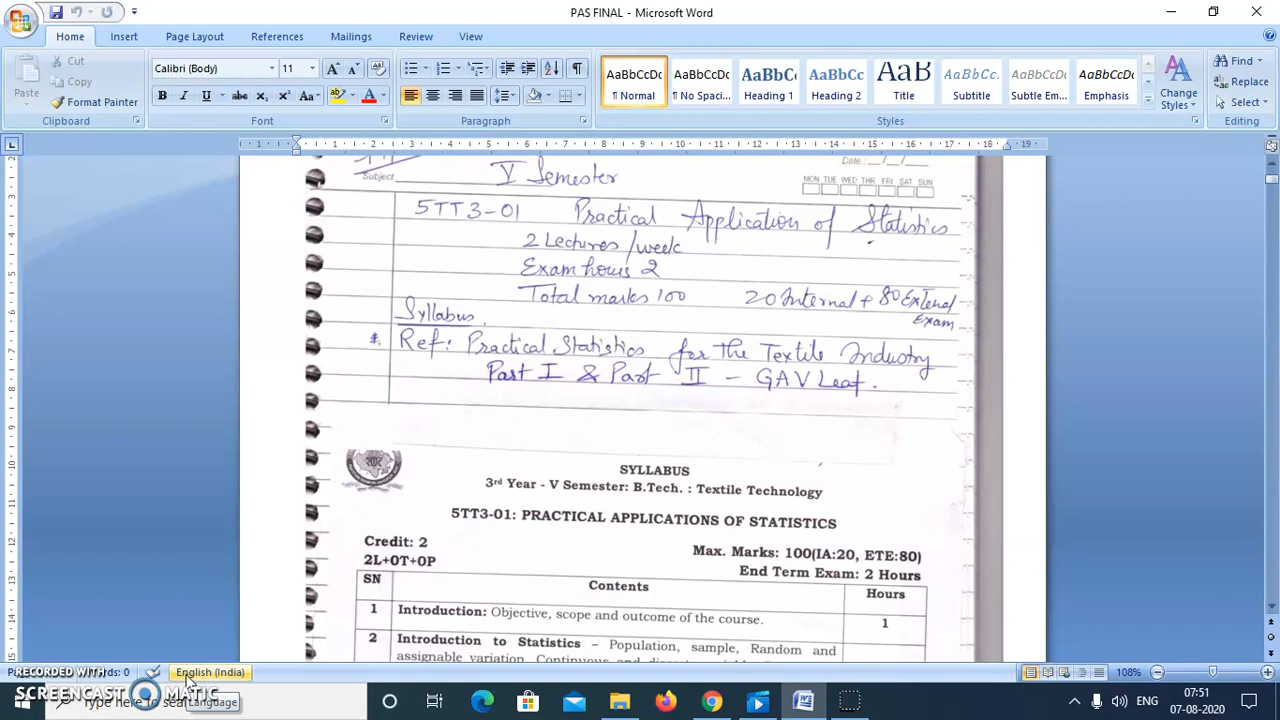 PAS FINAL - Microsoft Word
Home Insert Page Layout References Mailings Review View
Paste
Cut
Copy
Format Painter
Clipboard
Calibri (Body) 11
Font
Paragraph
AaBbCcDc AaBbCcDc AaBbC AaBbCc AaB AaBbCc. AaBbCcDc AaBbCcDc
¶ Normal ¶ No Spaci... Heading 1 Heading 2 Title Subtitle Subtle Em... Emphasis
Change Styles
Styles
Find
Replace
Select
Editing
Date.: __/__/__
Subject V Semester
MON TUE WED THR FRI SAT SUN
5TT3-01 Practical Application of Statistics
2 Lectures/week
Exam hours 2
Total marks 100 20 Internal + 80 External
Exam
Syllabus
Ref: Practical Statistics for the Textile Industry
Part I & Part II - GAV Leaf.
SYLLABUS
3rd Year - V Semester: B.Tech. : Textile Technology
5TT3-01: PRACTICAL APPLICATIONS OF STATISTICS
Credit: 2 Max. Marks: 100(IA:20, ETE:80)
2L+0T+0P End Term Exam: 2 Hours
SN Contents Hours
1 Introduction: Objective, scope and outcome of the course. 1
2 Introduction to Statistics – Population, sample, Random and
assignable variation, Continuous and
RECORDED WITH
SCREENCAST MATIC
English (India)
Language
108%
ENG
07:51
07-08-2020